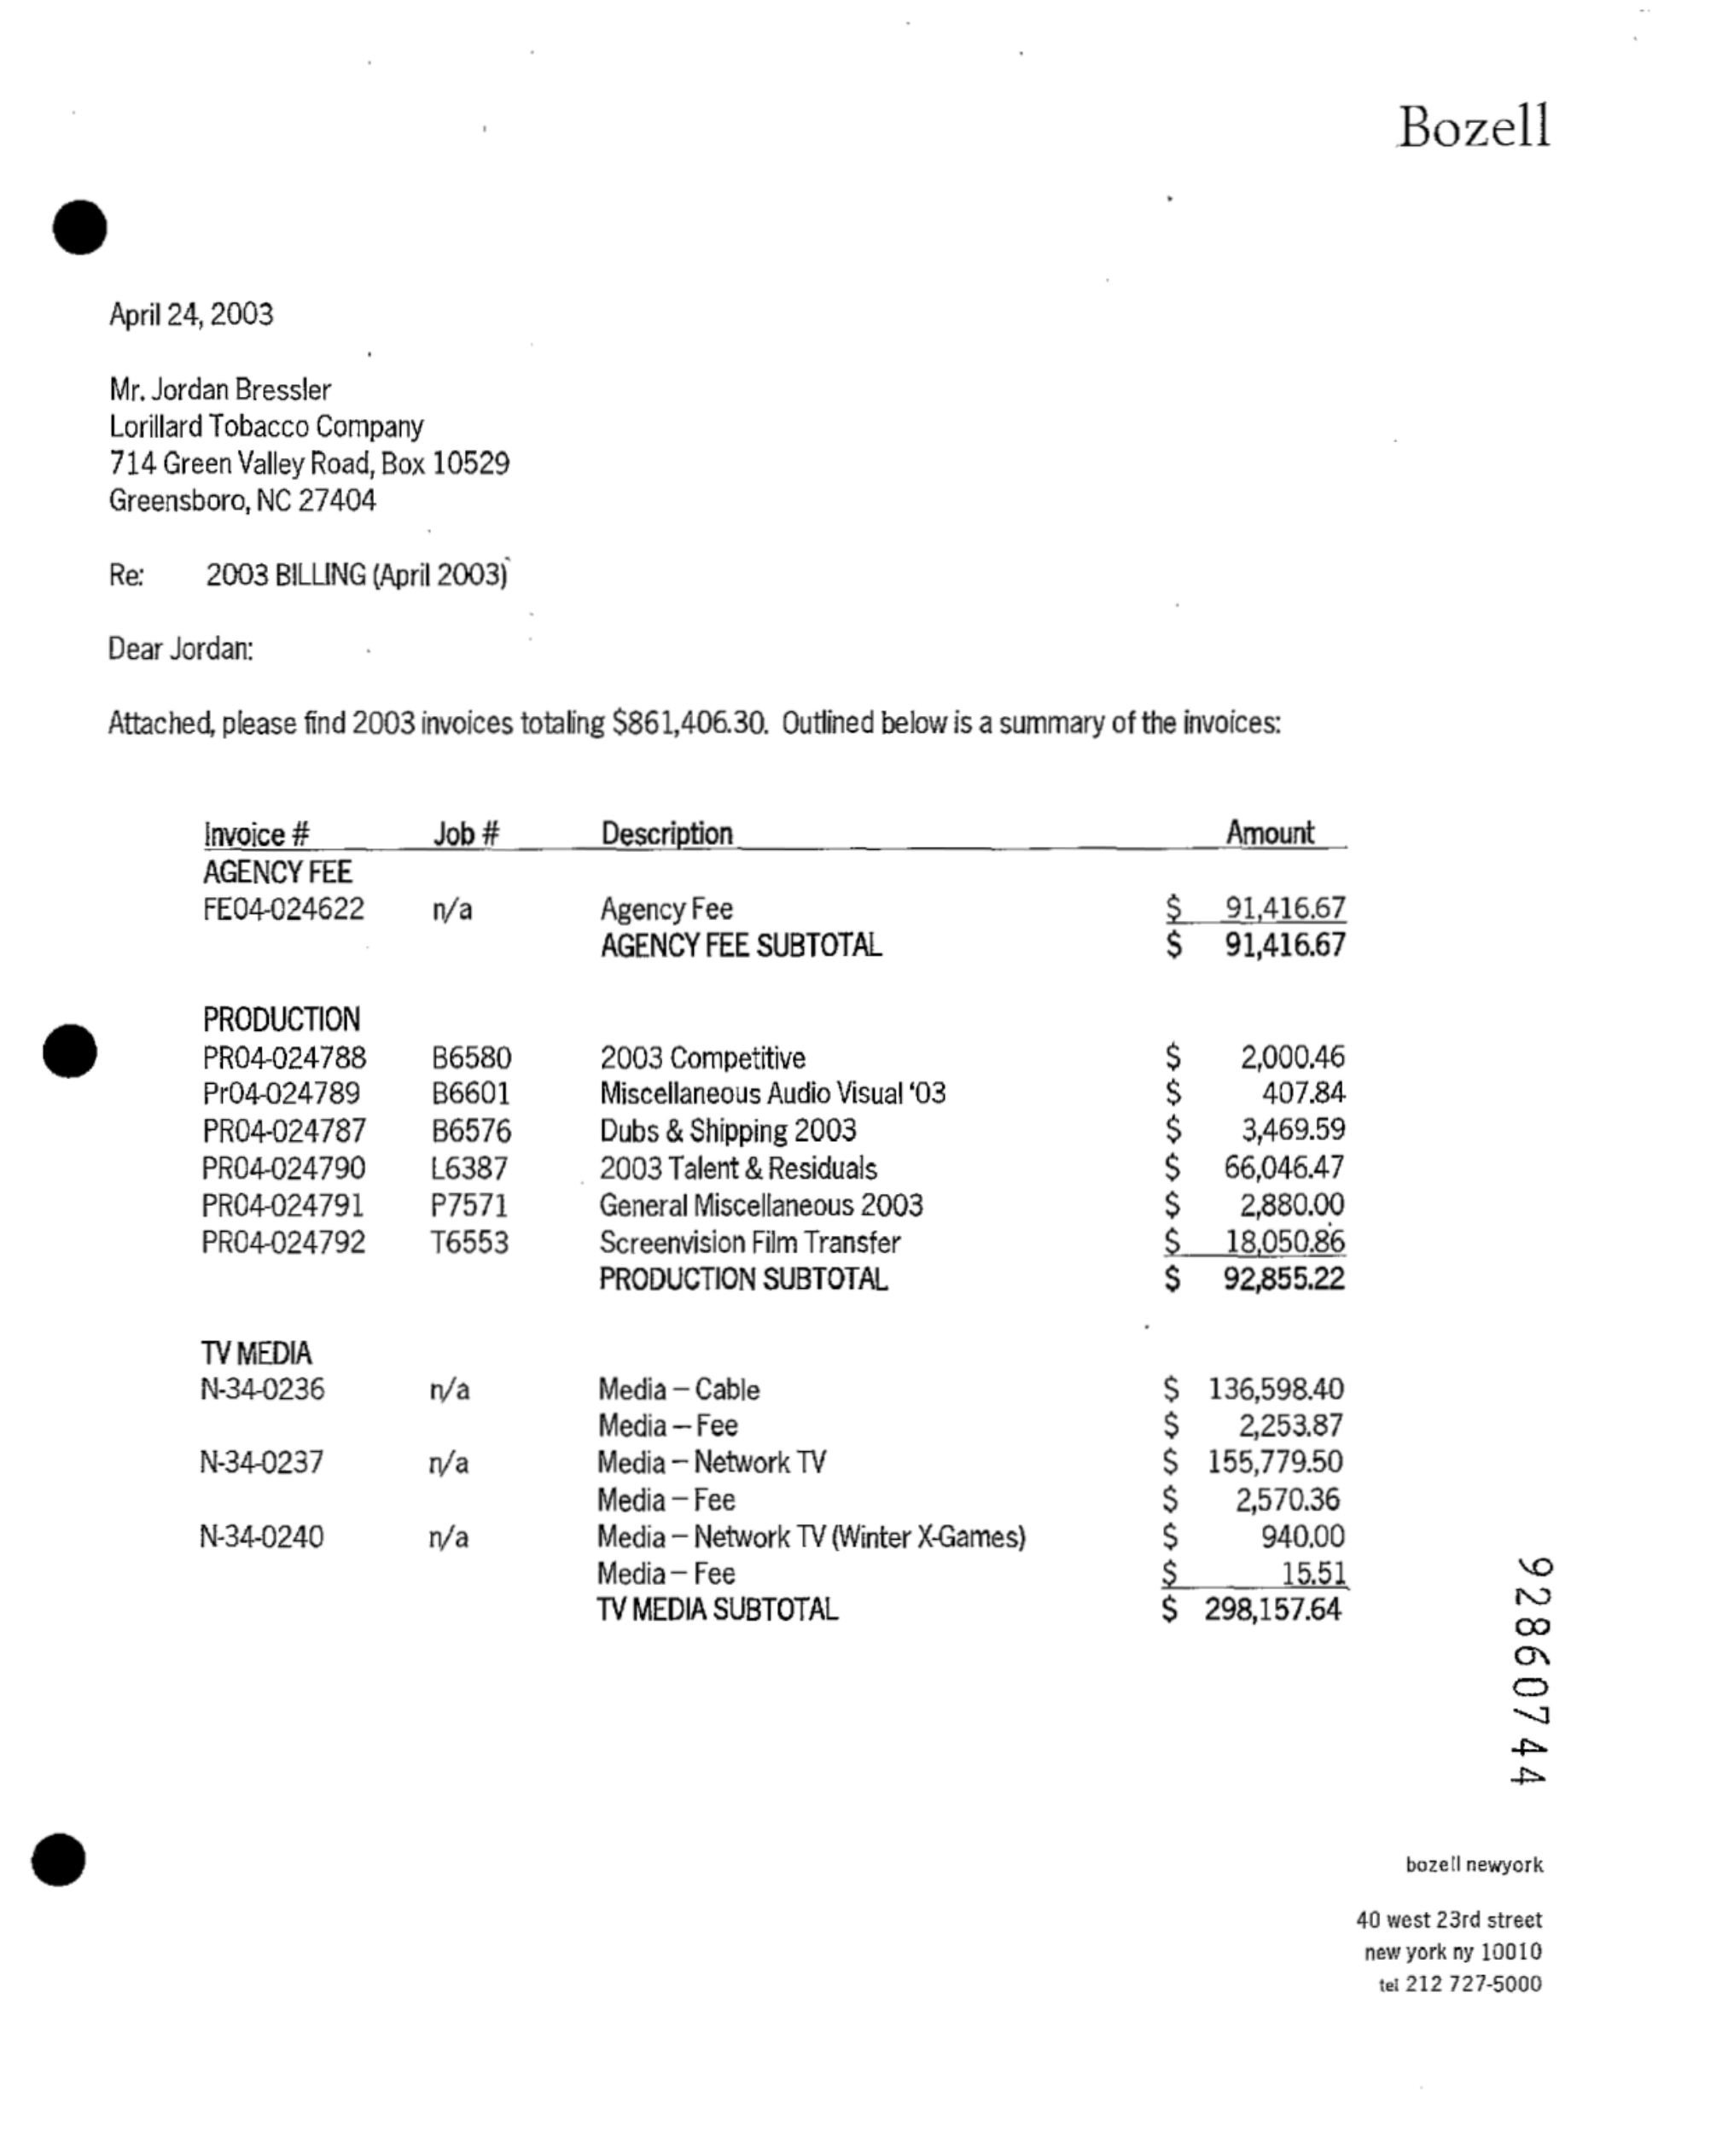 Bozell
April 24, 2003
Mr. Jordan Bressler
Lorillard Tobacco Company
714 Green Valley Road, Box 10529
Greensboro, NC 27404
Re: 2003 BILLING (April 2003)
Dear Jordan:
Attached, please find 2003 invoices totaling $861,406.30. Outlined below is a summary of the invoices:
Invoice # Job # Description Amount
AGENCY FEE
FE04-024622 n/a Agency Fee $ 91,416.67
AGENCY FEE SUBTOTAL $ 91,416.67
PRODUCTION
PR04-024788 B6580 2003 Competitive $ 2,000.46
Pr04-024789 B6601 Miscellaneous Audio Visual '03 $ 407.84
PR04-024787 B6576 Dubs & Shipping 2003 $ 3,469.59
PR04-024790 L6387 2003 Talent & Residuals $ 66,046.47
PR04-024791 P7571 General Miscellaneous 2003 $ 2,880.00
PR04-024792 T6553 Screenvision Film Transfer $ 18,050.86
PRODUCTION SUBTOTAL $ 92,855.22
TV MEDIA
N-34-0236 n/a Media – Cable $ 136,598.40
Media – Fee $ 2,253.87
N-34-0237 n/a Media – Network TV $ 155,779.50
Media – Fee $ 2,570.36
N-34-0240 n/a Media – Network TV (Winter X-Games) $ 940.00
Media – Fee $ 15.51
TV MEDIA SUBTOTAL $ 298,157.64
92860744
bozell newyork
40 west 23rd street
new york ny 10010
tel 212 727-5000